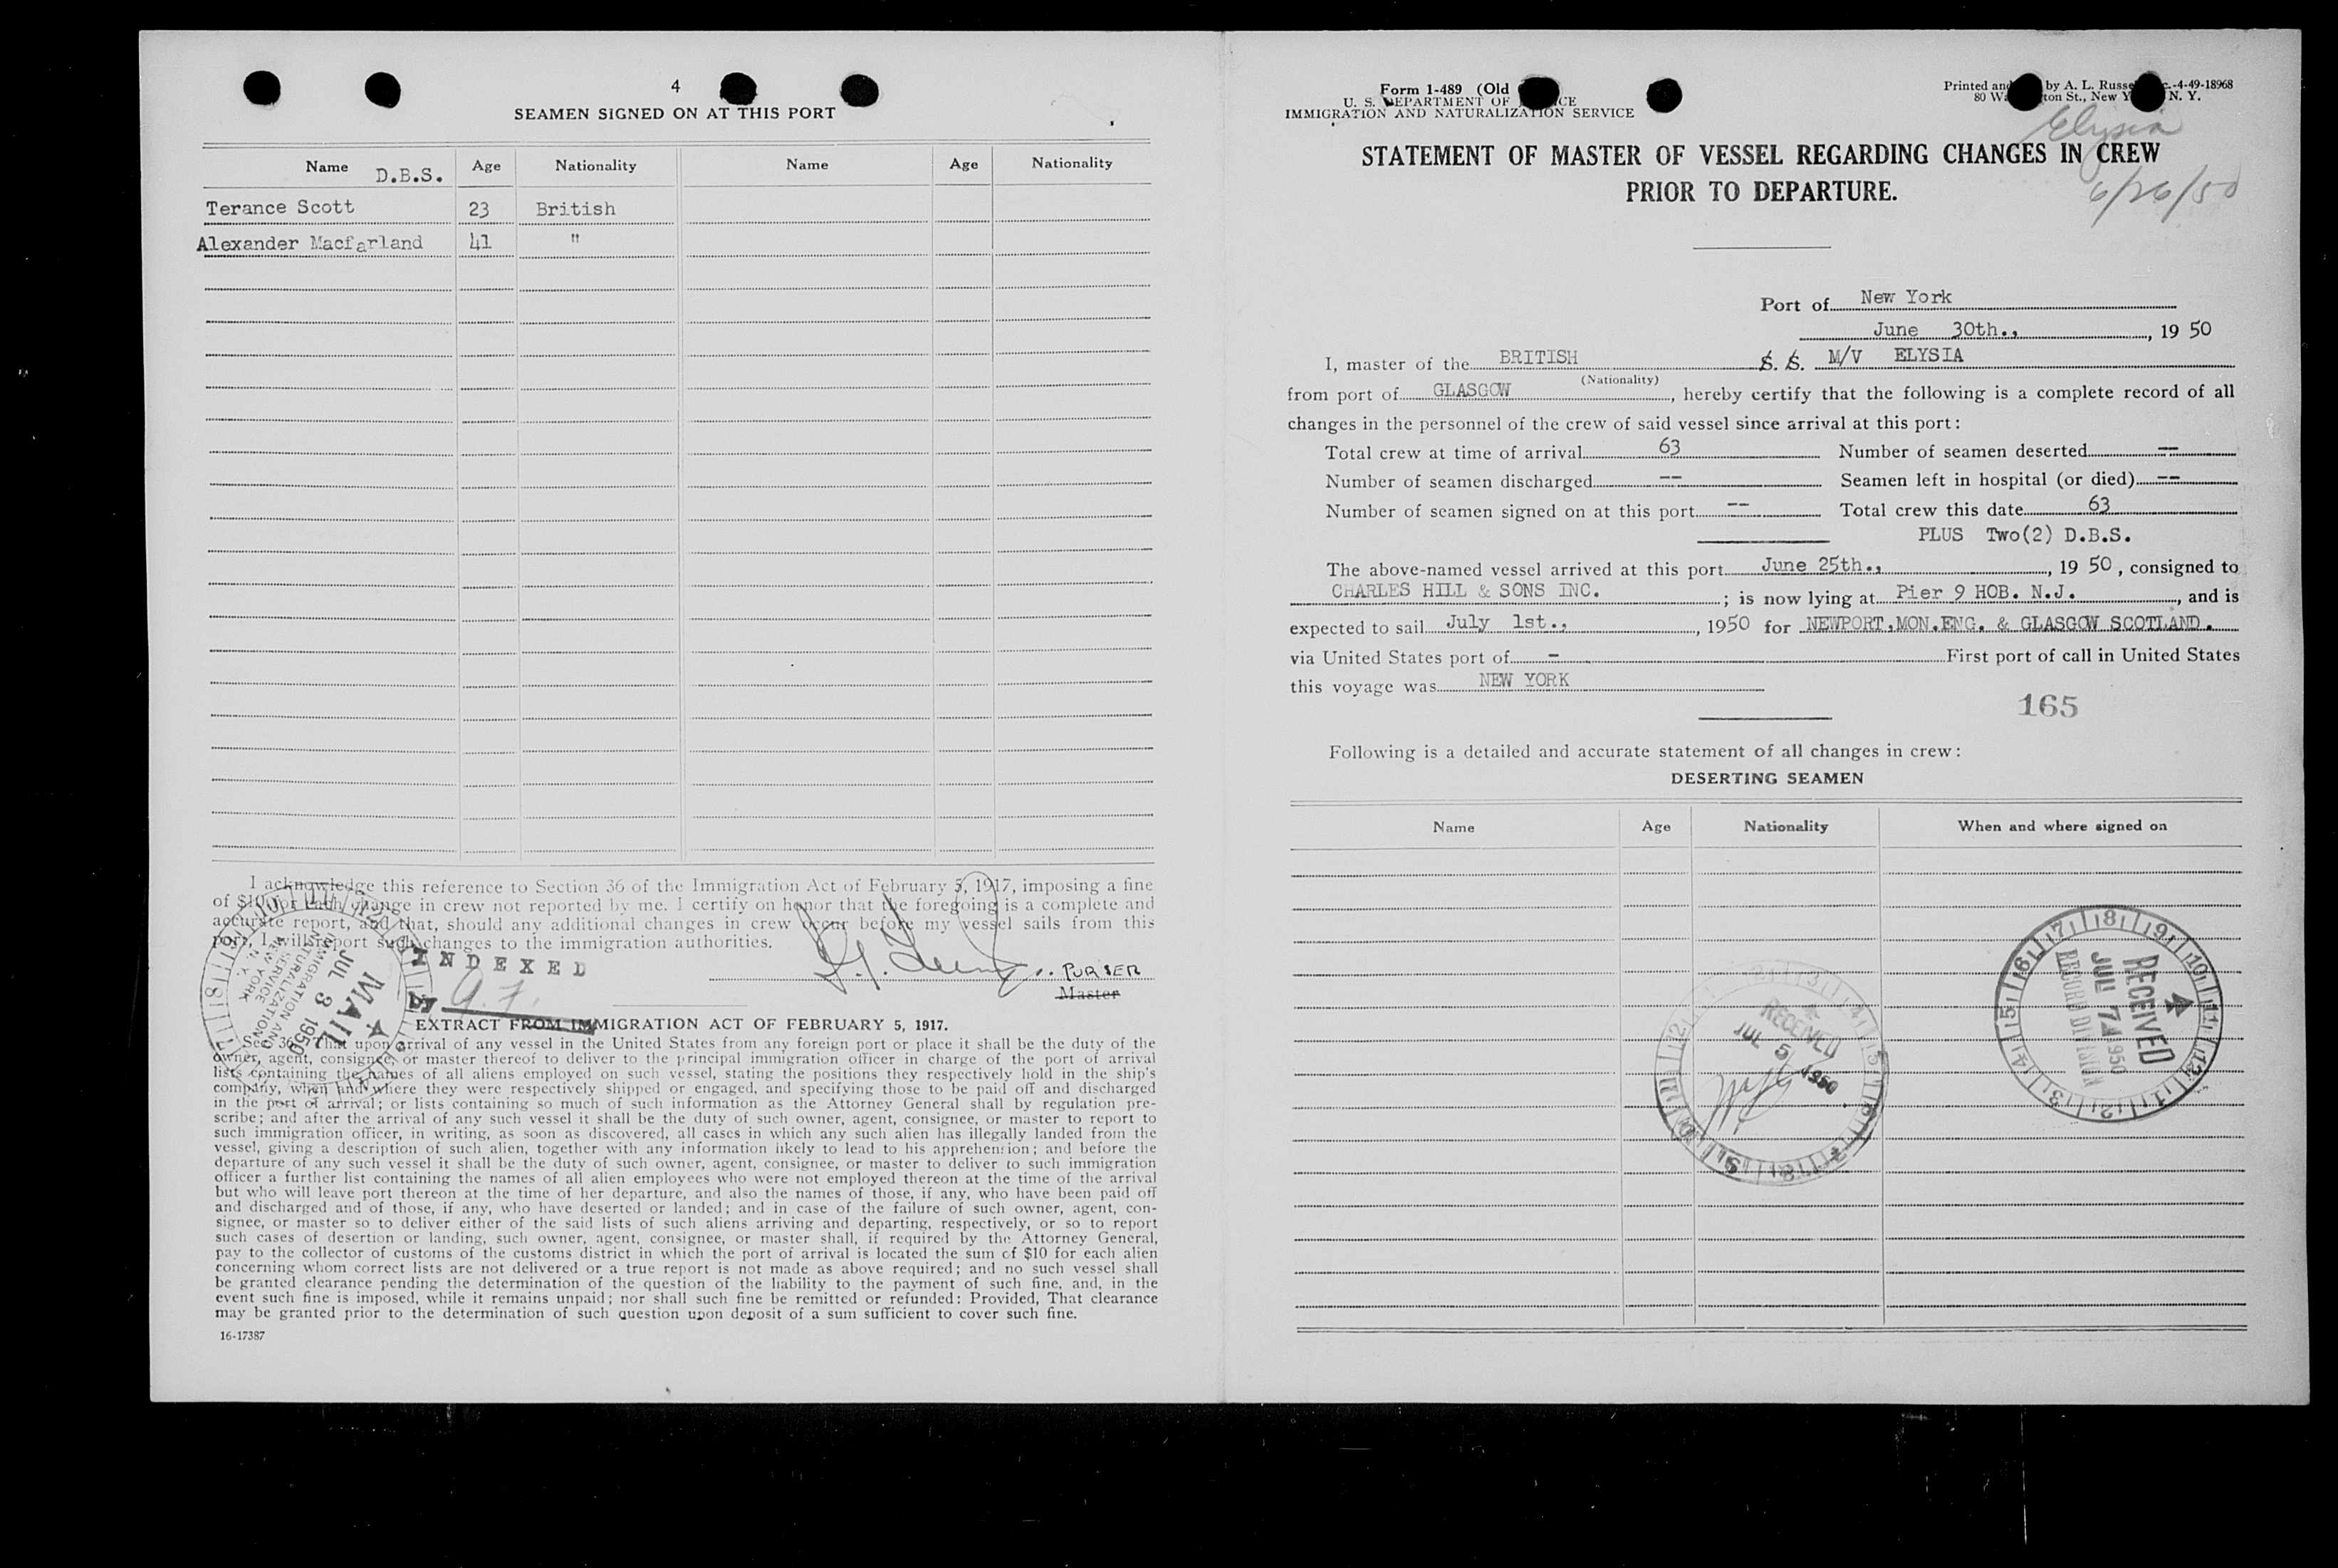 4
SEAMEN SIGNED ON AT THIS PORT
Name D.B.S. Age Nationality Name Age Nationality
Terance Scott 23 British
Alexander Macfarland 41 "
I acknowledge this reference to Section 36 of the Immigration Act of February 5, 1917, imposing a fine
of $10 for each change in crew not reported by me. I certify on honor that the foregoing is a complete and
accurate report, and that, should any additional changes in crew occur before my vessel sails from this
port, I will report such changes to the immigration authorities.
INDEXED
by
PURSER
Master
IMMIGRATION AND
NATURALIZATION
SERVICE
NEW YORK
N. Y.
JUL 3 1950
MAIL
EXTRACT FROM IMMIGRATION ACT OF FEBRUARY 5, 1917.
Sec. 36. That upon arrival of any vessel in the United States from any foreign port or place it shall be the duty of the
owner, agent, consignee, or master thereof to deliver to the principal immigration officer in charge of the port of arrival
lists containing the names of all aliens employed on such vessel, stating the positions they respectively hold in the ship's
company, when and where they were respectively shipped or engaged, and specifying those to be paid off and discharged
in the port of arrival; or lists containing so much of such information as the Attorney General shall by regulation pre-
scribe; and after the arrival of any such vessel it shall be the duty of such owner, agent, consignee, or master to report to
such immigration officer, in writing, as soon as discovered, all cases in which any such alien has illegally landed from the
vessel, giving a description of such alien, together with any information likely to lead to his apprehension; and before the
departure of any such vessel it shall be the duty of such owner, agent, consignee, or master to deliver to such immigration
officer a further list containing the names of all alien employees who were not employed thereon at the time of the arrival
but who will leave port thereon at the time of her departure, and also the names of those, if any, who have been paid off
and discharged and of those, if any, who have deserted or landed; and in case of the failure of such owner, agent, con-
signee, or master so to deliver either of the said lists of such aliens arriving and departing, respectively, or so to report
such cases of desertion or landing, such owner, agent, consignee, or master shall, if required by the Attorney General,
pay to the collector of customs of the customs district in which the port of arrival is located the sum of $10 for each alien
concerning whom correct lists are not delivered or a true report is not made as above required; and no such vessel shall
be granted clearance pending the determination of the question of the liability to the payment of such fine, and, in the
event such fine is imposed, while it remains unpaid; nor shall such fine be remitted or refunded: Provided, That clearance
may be granted prior to the determination of such question upon deposit of a sum sufficient to cover such fine.
16-17387
Form 1-489 (Old
U. S. DEPARTMENT OF
IMMIGRATION AND NATURALIZATION SERVICE
Printed and by A. L. -4-49-18968
80 ton St., New N. Y.
Elysia
6/26/50
STATEMENT OF MASTER OF VESSEL REGARDING CHANGES IN CREW
PRIOR TO DEPARTURE.
Port of New York
June 30th., , 19 50
I, master of the BRITISH S. S. M/V ELYSIA
(Nationality)
from port of GLASGOW , hereby certify that the following is a complete record of all
changes in the personnel of the crew of said vessel since arrival at this port:
Total crew at time of arrival 63 Number of seamen deserted --
Number of seamen discharged -- Seamen left in hospital (or died) --
Number of seamen signed on at this port -- Total crew this date 63
PLUS Two(2) D.B.S.
The above-named vessel arrived at this port June 25th., , 19 50 , consigned to
CHARLES HILL & SONS INC. ; is now lying at Pier 9 HOB. N.J. , and is
expected to sail July 1st., , 1950 for NEWPORT,MON.ENG. & GLASGOW SCOTLAND.
via United States port of - First port of call in United States
this voyage was NEW YORK
165
Following is a detailed and accurate statement of all changes in crew:
DESERTING SEAMEN
Name Age Nationality When and where signed on
RECEIVED
JUL 5 1950
RECEIVED
JUL 7 1950
RECORD DIVISION